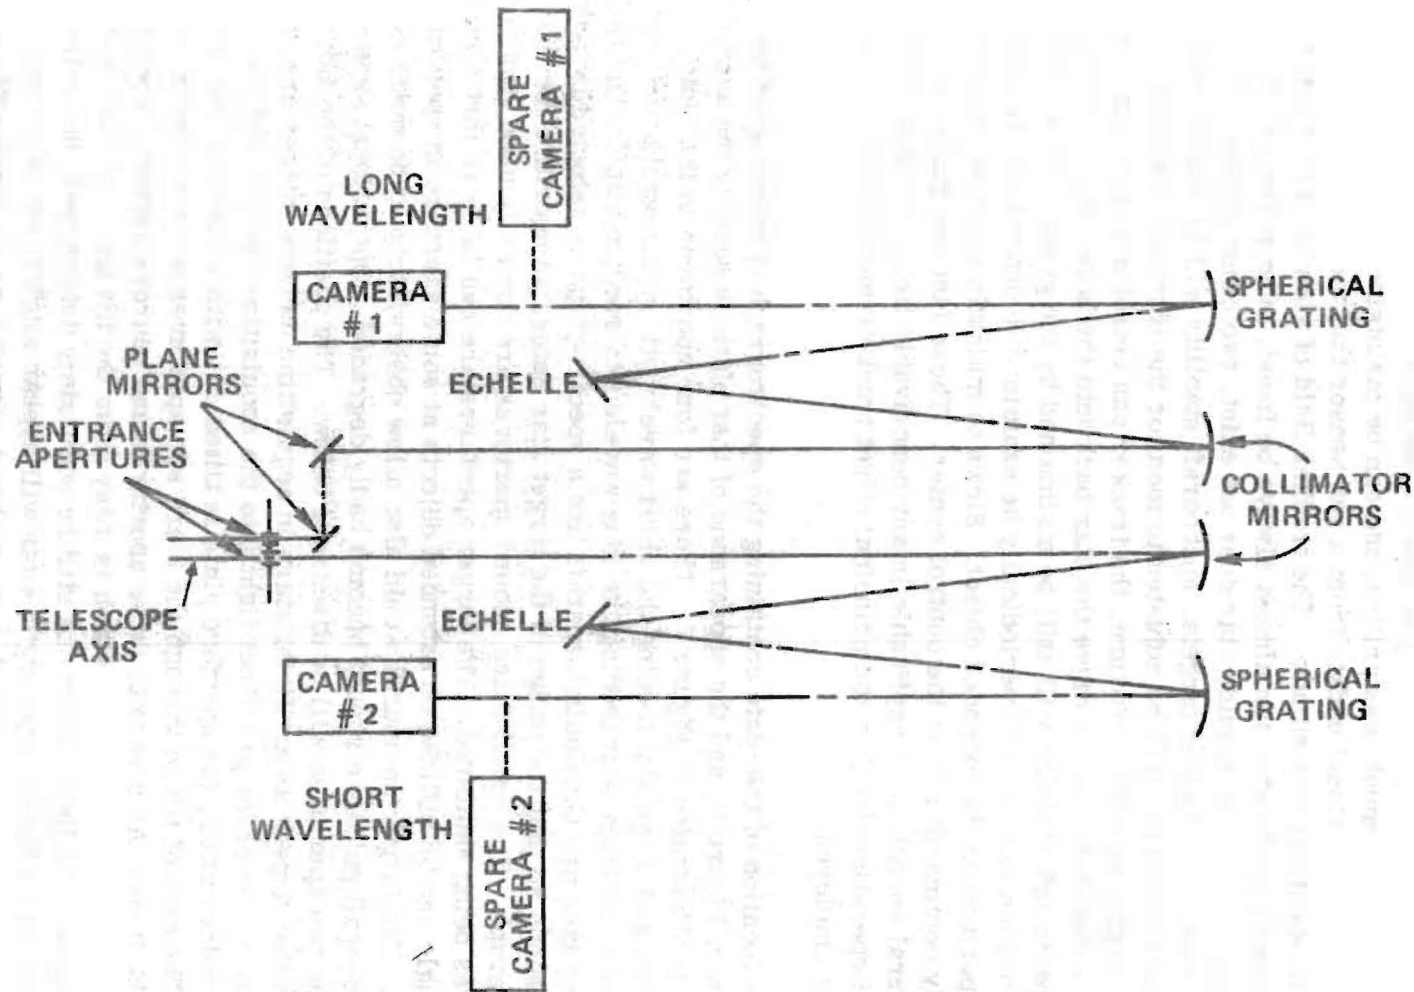 SPARE
CAMERA #1
LONG
WAVELENGTH
CAMERA
#1
SPHERICAL
GRATING
PLANE
MIRRORS
ECHELLE
ENTRANCE
APERTURES
COLLIMATOR
MIRRORS
TELESCOPE
AXIS
ECHELLE
CAMERA
#2
SPHERICAL
GRATING
SHORT
WAVELENGTH
SPARE
CAMERA #2